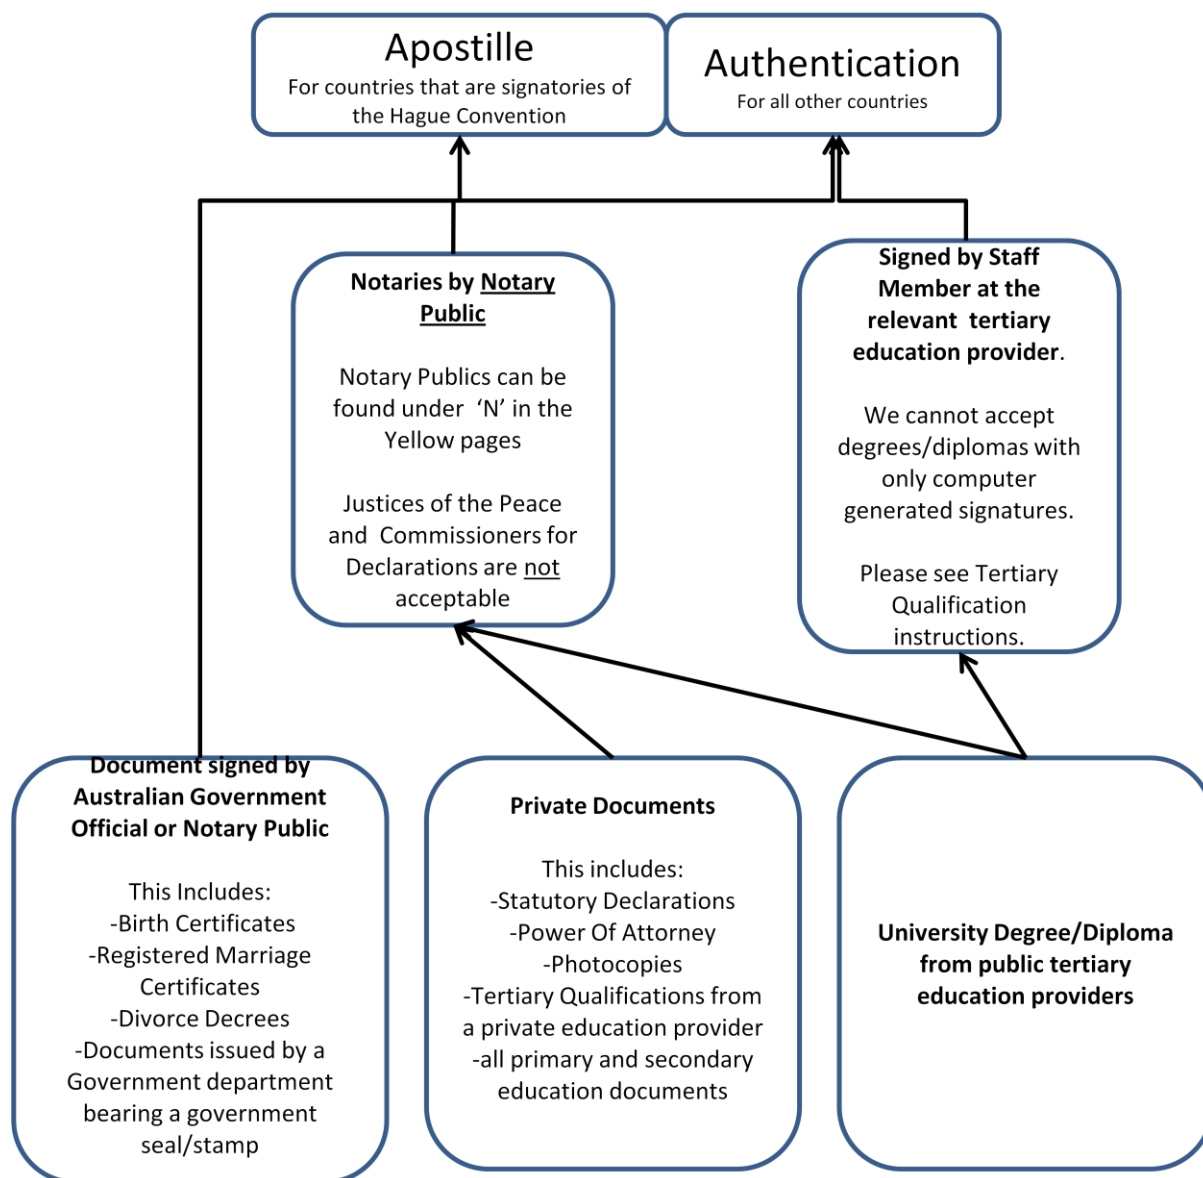 Apostille
For countries that are signatories of
the Hague Convention
Authentication
For all other countries
Notaries by Notary
Public
Notary Publics can be
found under ‘N’ in the
Yellow pages
Justices of the Peace
and Commissioners for
Declarations are not
acceptable
Signed by Staff
Member at the
relevant tertiary
education provider.
We cannot accept
degrees/diplomas with
only computer
generated signatures.
Please see Tertiary
Qualification
instructions.
Document signed by
Australian Government
Official or Notary Public
This Includes:
-Birth Certificates
-Registered Marriage
Certificates
-Divorce Decrees
-Documents issued by a
Government department
bearing a government
seal/stamp
Private Documents
This includes:
-Statutory Declarations
-Power Of Attorney
-Photocopies
-Tertiary Qualifications from
a private education provider
-all primary and secondary
education documents
University Degree/Diploma
from public tertiary
education providers